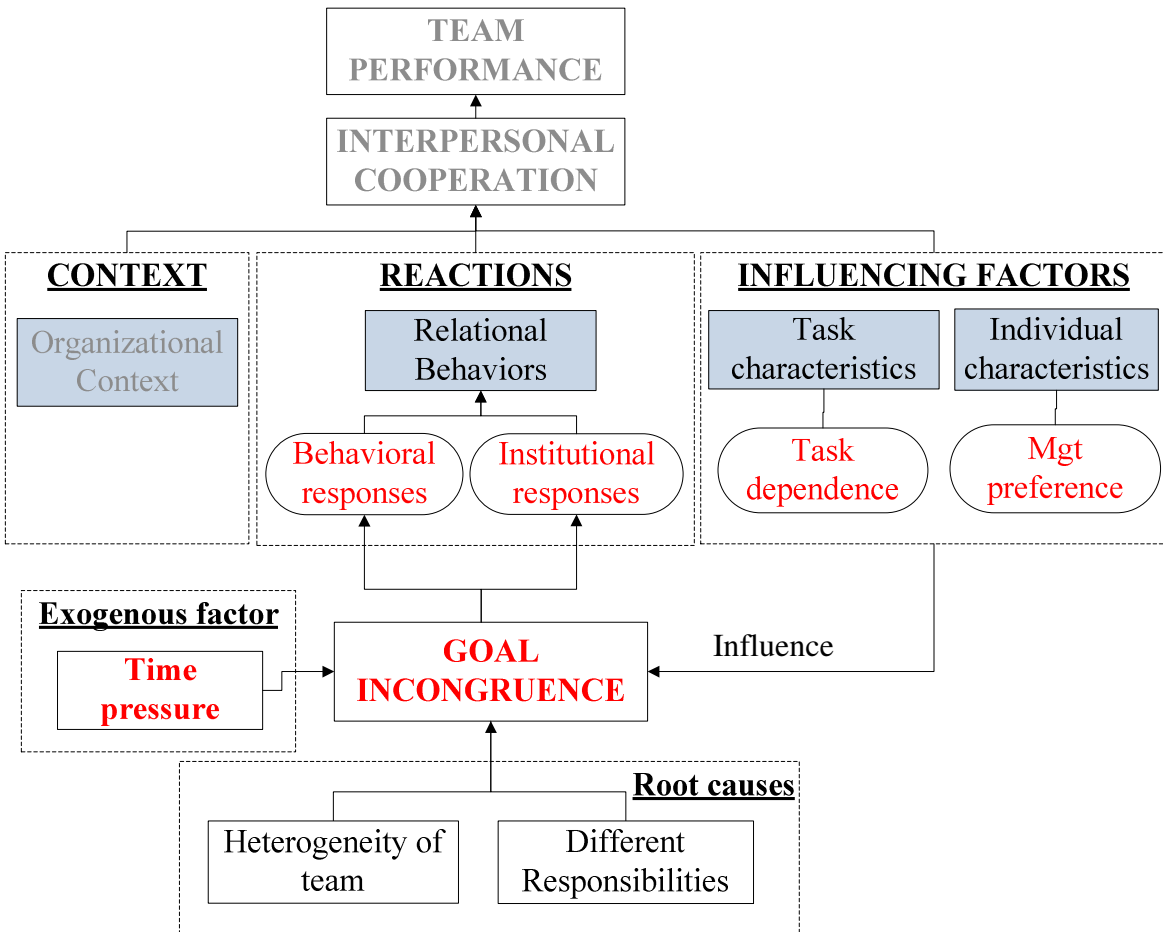 TEAM
PERFORMANCE
INTERPERSONAL
COOPERATION
CONTEXT
Organizational
Context
REACTIONS
Relational
Behaviors
Behavioral
responses
Institutional
responses
INFLUENCING FACTORS
Task
characteristics
Individual
characteristics
Task
dependence
Mgt
preference
Exogenous factor
Time
pressure
GOAL
INCONGRUENCE
Influence
Root causes
Heterogeneity of
team
Different
Responsibilities